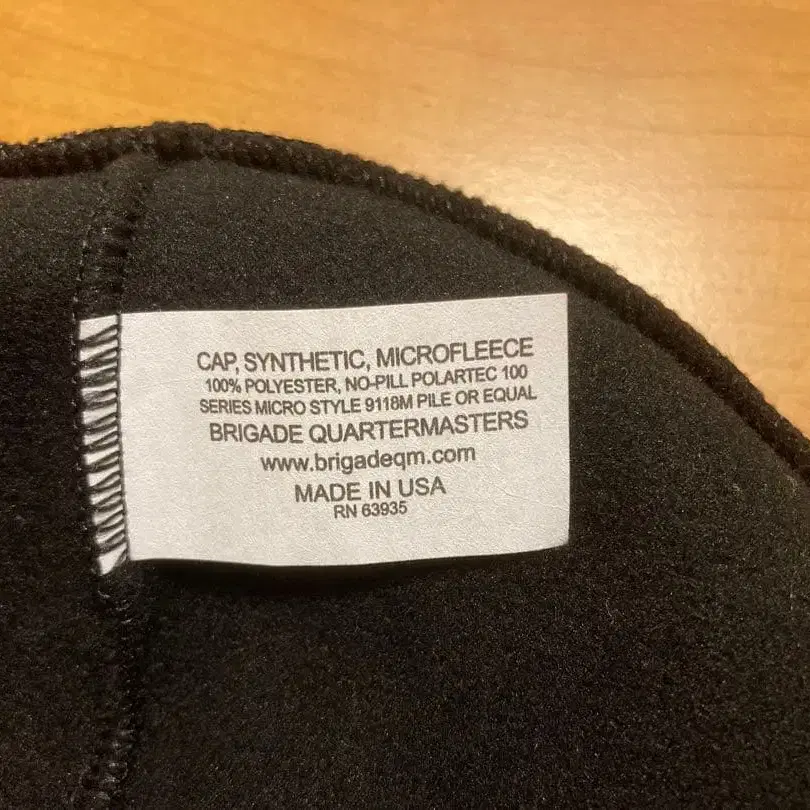 CAP, SYNTHETIC, MICROFLEECE
100% POLYESTER, NO-PILL POLARTEC 100
SERIES MICRO STYLE 9118M PILE OR EQUAL
BRIGADE QUARTERMASTERS
www.brigadeqm.com
MADE IN USA
RN 63935